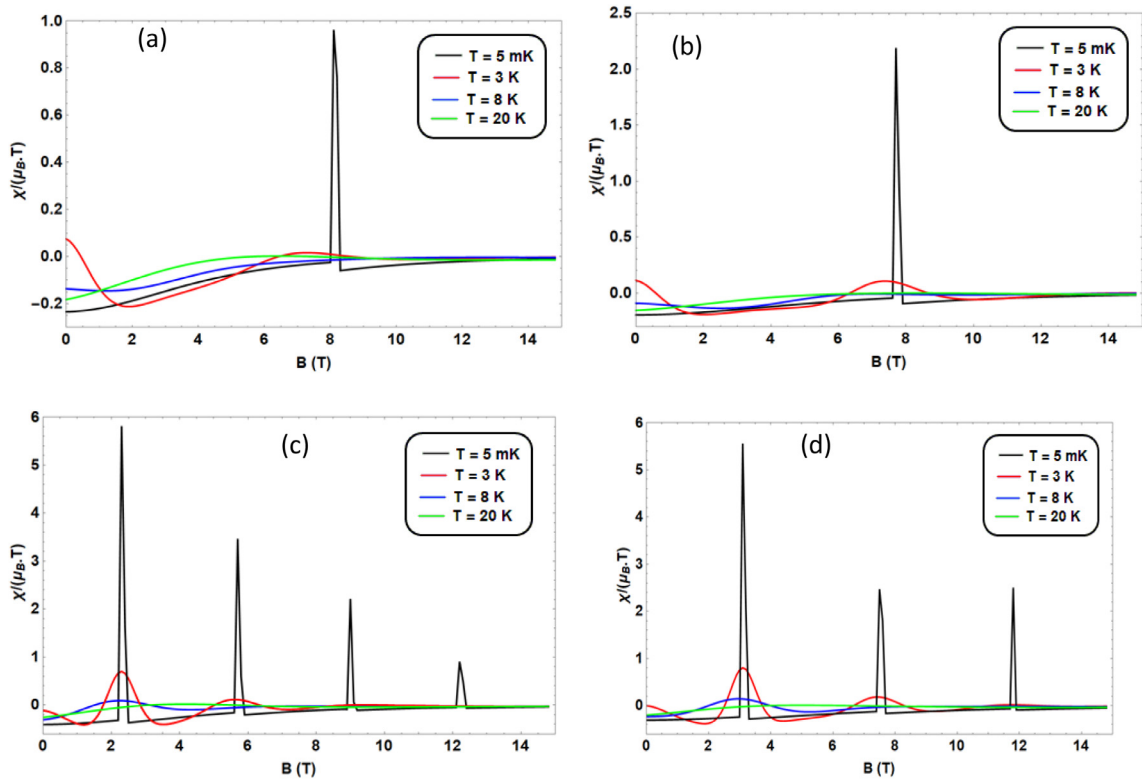 (a)
1.0
0.8
0.6
0.4
0.2
0.0
−0.2
χ/(μB.T)
T = 5 mK
T = 3 K
T = 8 K
T = 20 K
0 2 4 6 8 10 12 14
B (T)
(b)
2.5
2.0
1.5
1.0
0.5
0.0
χ/(μB.T)
T = 5 mK
T = 3 K
T = 8 K
T = 20 K
0 2 4 6 8 10 12 14
B (T)
(c)
6
5
4
3
2
1
0
χ/(μB.T)
T = 5 mK
T = 3 K
T = 8 K
T = 20 K
0 2 4 6 8 10 12 14
B (T)
(d)
6
5
4
3
2
1
0
χ/(μB.T)
T = 5 mK
T = 3 K
T = 8 K
T = 20 K
0 2 4 6 8 10 12 14
B (T)